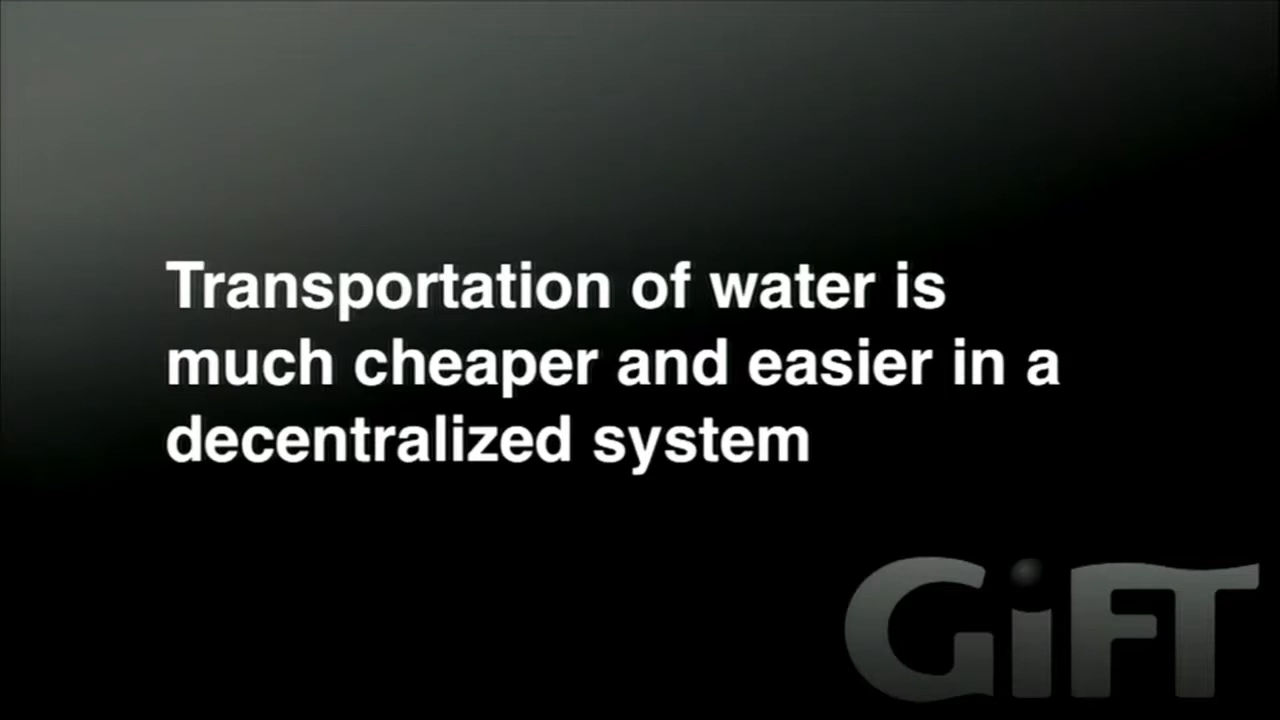 Transportation of water is
much cheaper and easier in a
decentralized system
GiFT